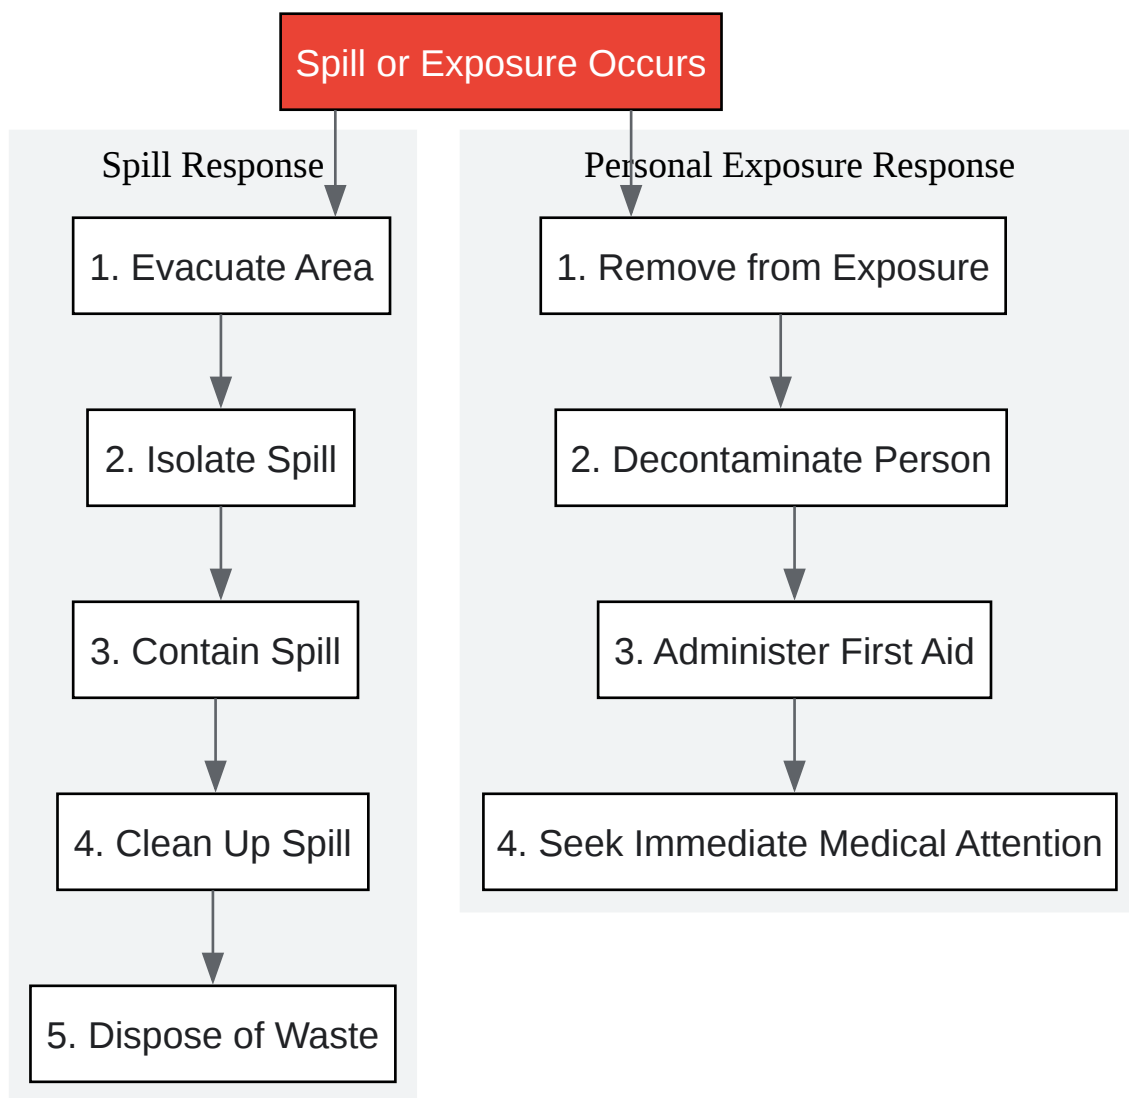 Spill or Exposure Occurs
Spill Response
1. Evacuate Area
2. Isolate Spill
3. Contain Spill
4. Clean Up Spill
5. Dispose of Waste
Personal Exposure Response
1. Remove from Exposure
2. Decontaminate Person
3. Administer First Aid
4. Seek Immediate Medical Attention